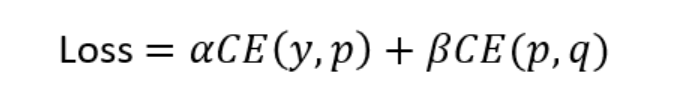 Loss = αCE(y,p) + βCE(p,q)